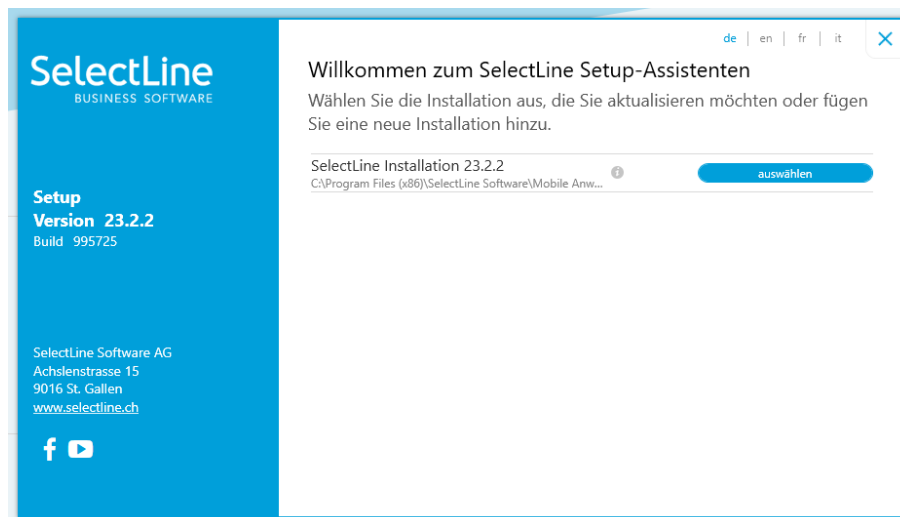 SelectLine
BUSINESS SOFTWARE
Setup
Version 23.2.2
Build 995725
SelectLine Software AG
Achslenstrasse 15
9016 St. Gallen
www.selectline.ch
de | en | fr | it
Willkommen zum SelectLine Setup-Assistenten
Wählen Sie die Installation aus, die Sie aktualisieren möchten oder fügen
Sie eine neue Installation hinzu.
SelectLine Installation 23.2.2
C:\Program Files (x86)\SelectLine Software\Mobile Anw...
auswählen